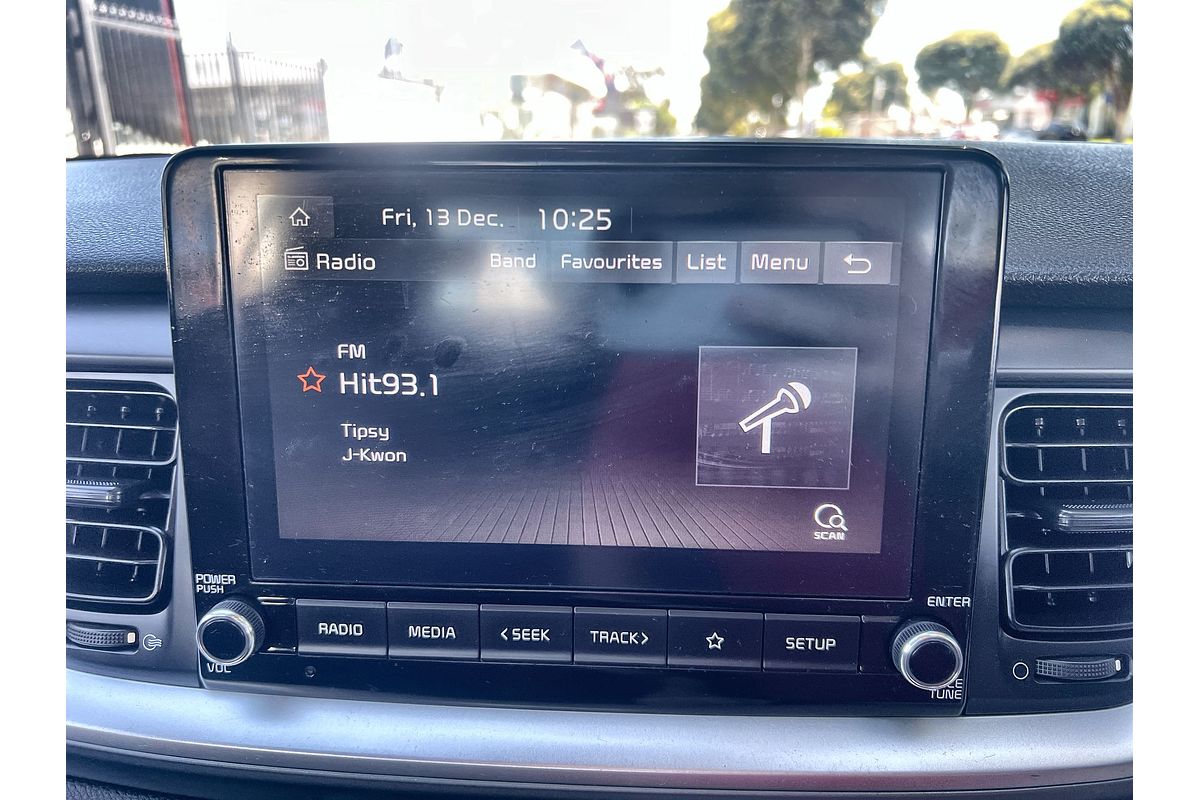 Fri, 13 Dec. 10:25
Radio Band Favourites List Menu
FM
Hit93.1
Tipsy
J-Kwon
SCAN
POWER
PUSH
VOL
RADIO MEDIA <SEEK TRACK> SETUP
ENTER
TUNE